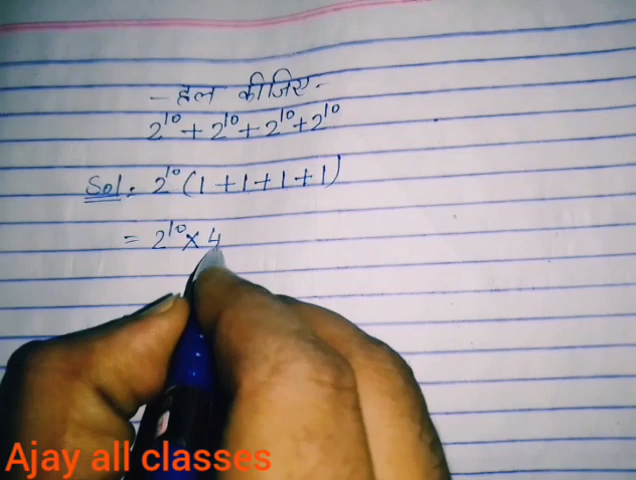 - हल कीजिए -
2¹⁰ + 2¹⁰ + 2¹⁰ + 2¹⁰
Sol. 2¹⁰ (1 + 1 + 1 + 1)
= 2¹⁰ × 4
Ajay all classes